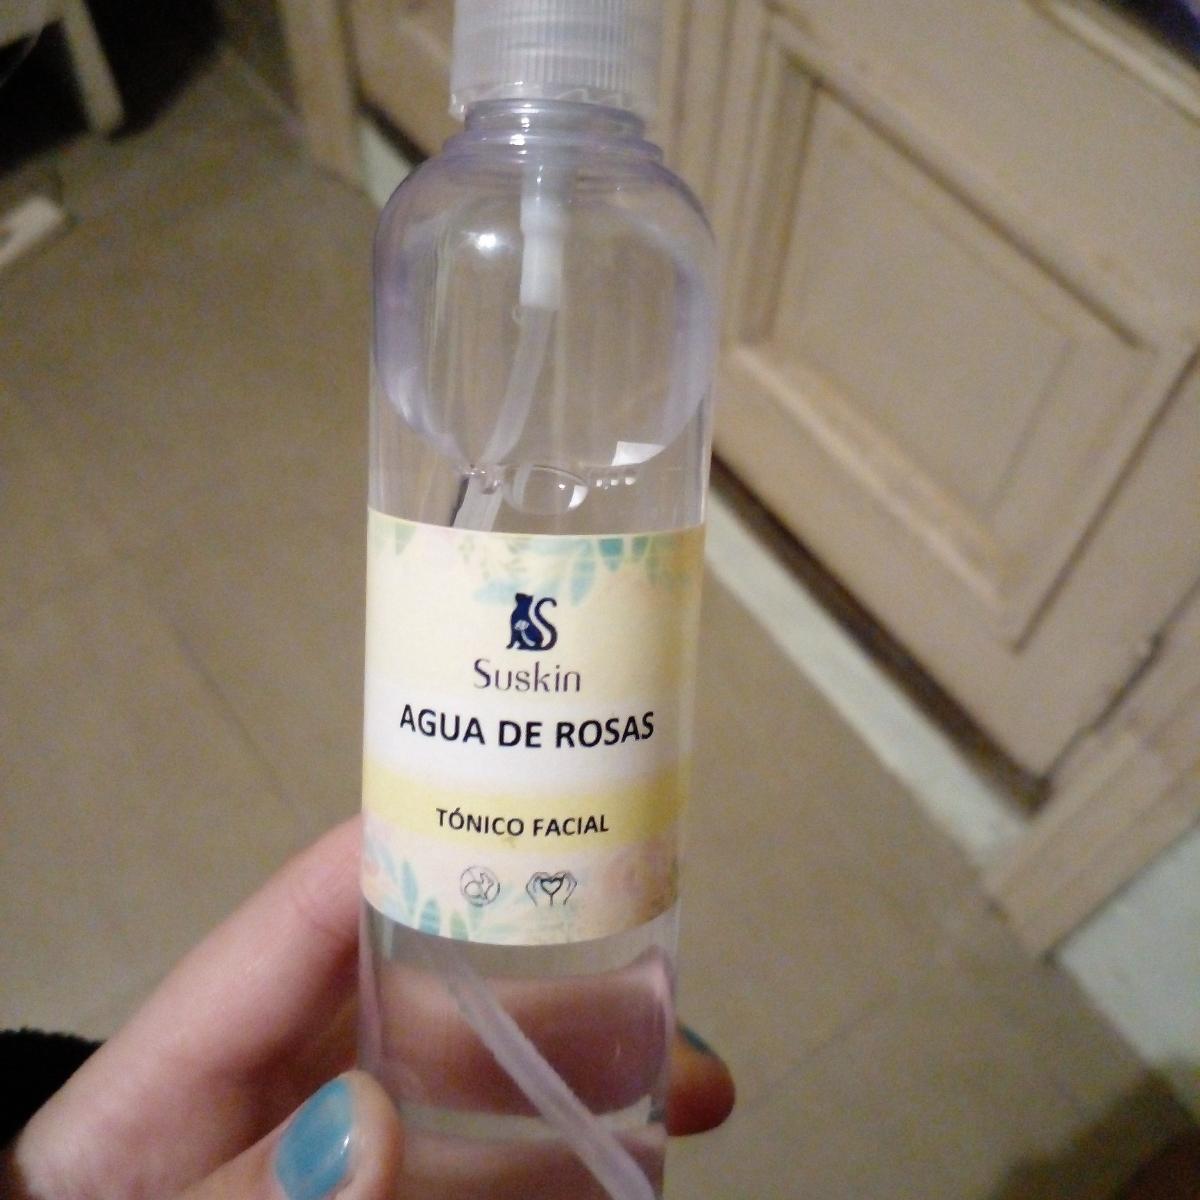 Suskin
AGUA DE ROSAS
TÓNICO FACIAL